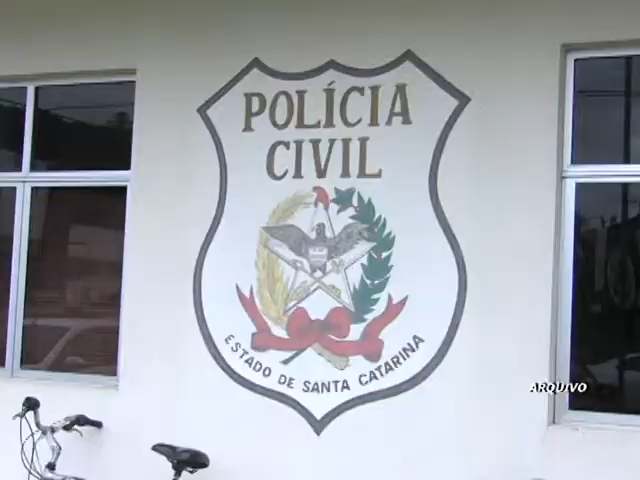 POLÍCIA
CIVIL
ESTADO DE SANTA CATARINA
ARQUIVO